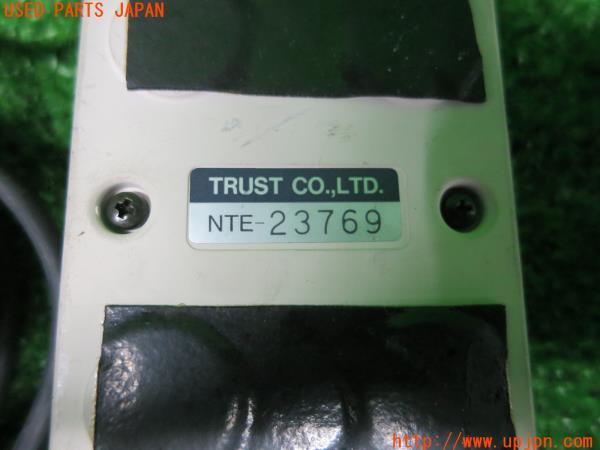 USED PARTS JAPAN
TRUST CO.,LTD.
NTE-23769
http://www.upjpn.com/